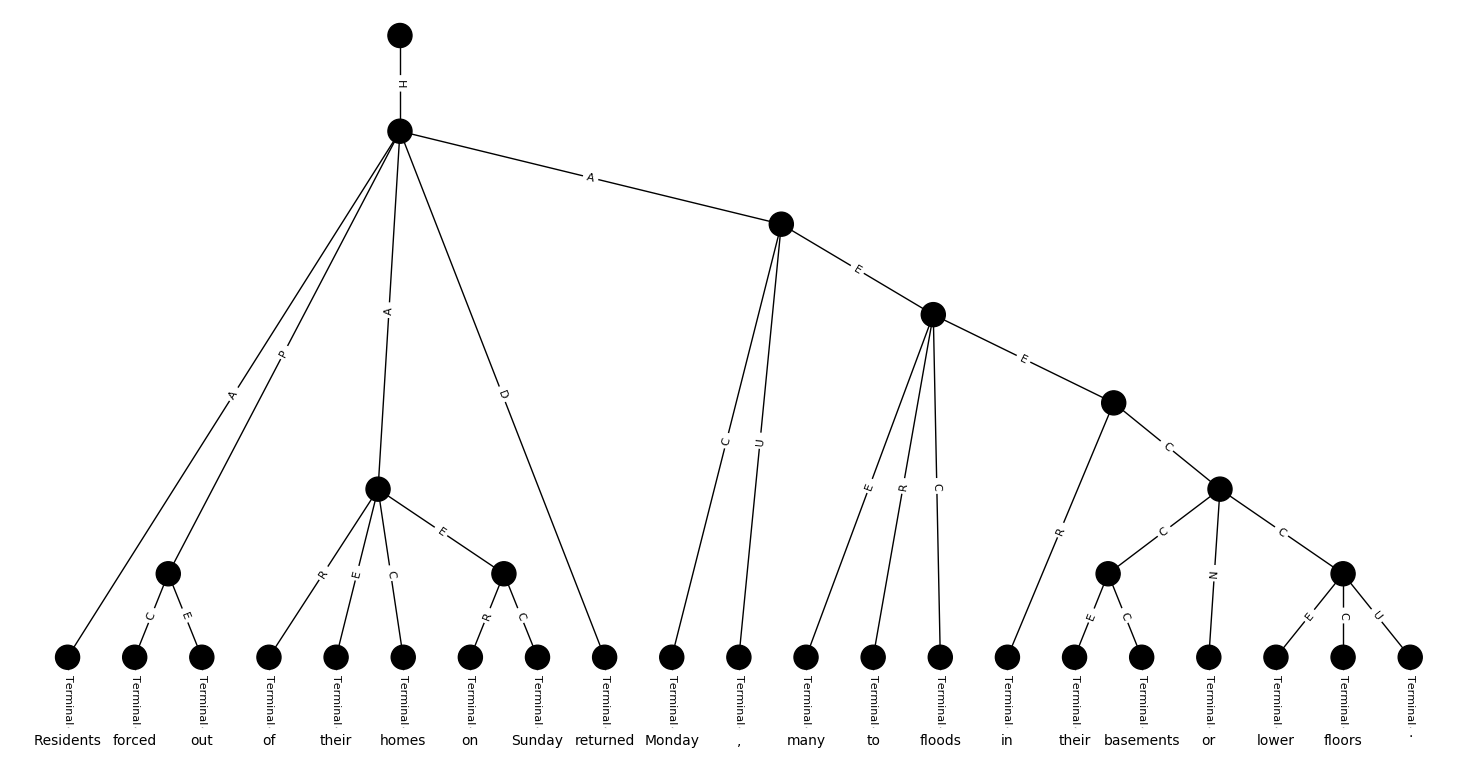 H
A
A
P
A
D
E
E
C
U
E
R
C
C
R
C
N
C
R
E
C
E
C
E
R
C
E
C
E
C
U
Terminal Terminal Terminal Terminal Terminal Terminal Terminal Terminal Terminal Terminal Terminal Terminal Terminal Terminal Terminal Terminal Terminal Terminal Terminal Terminal Terminal
Residents forced out of their homes on Sunday returned Monday , many to floods in their basements or lower floors .